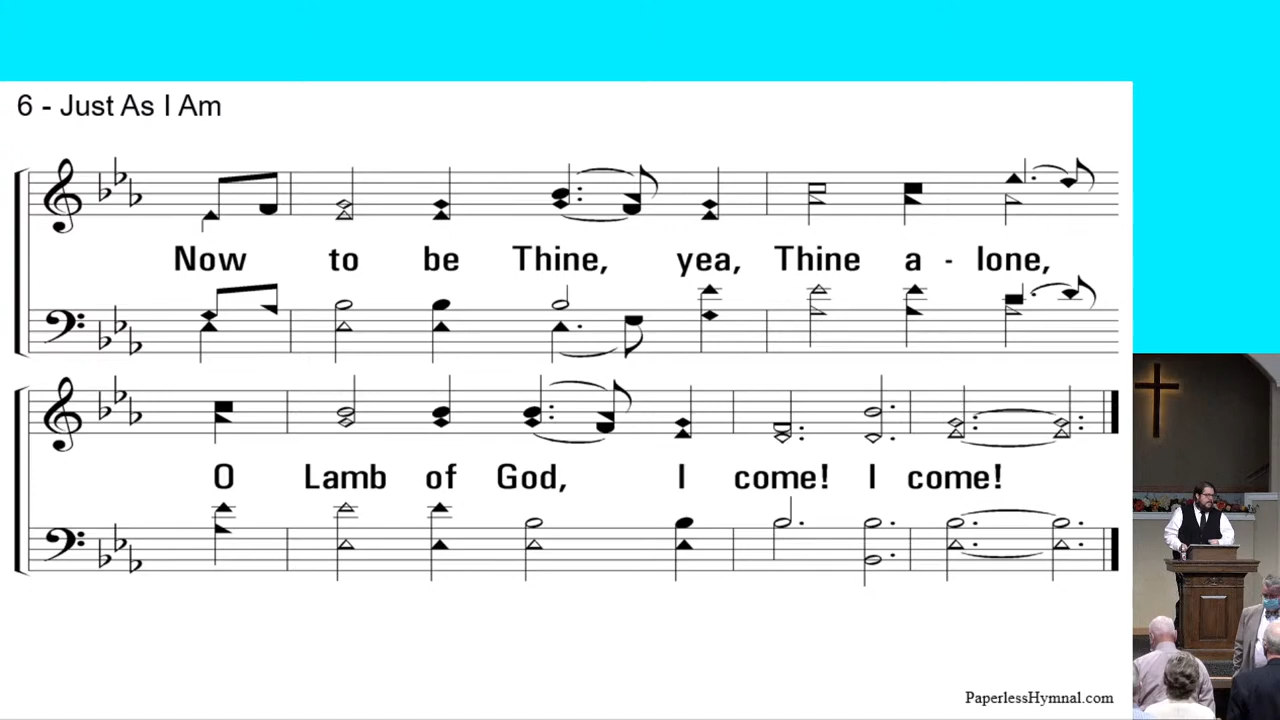 6 - Just As I Am
Now to be Thine, yea, Thine a - lone,
O Lamb of God, I come! I come!
PaperlessHymnal.com